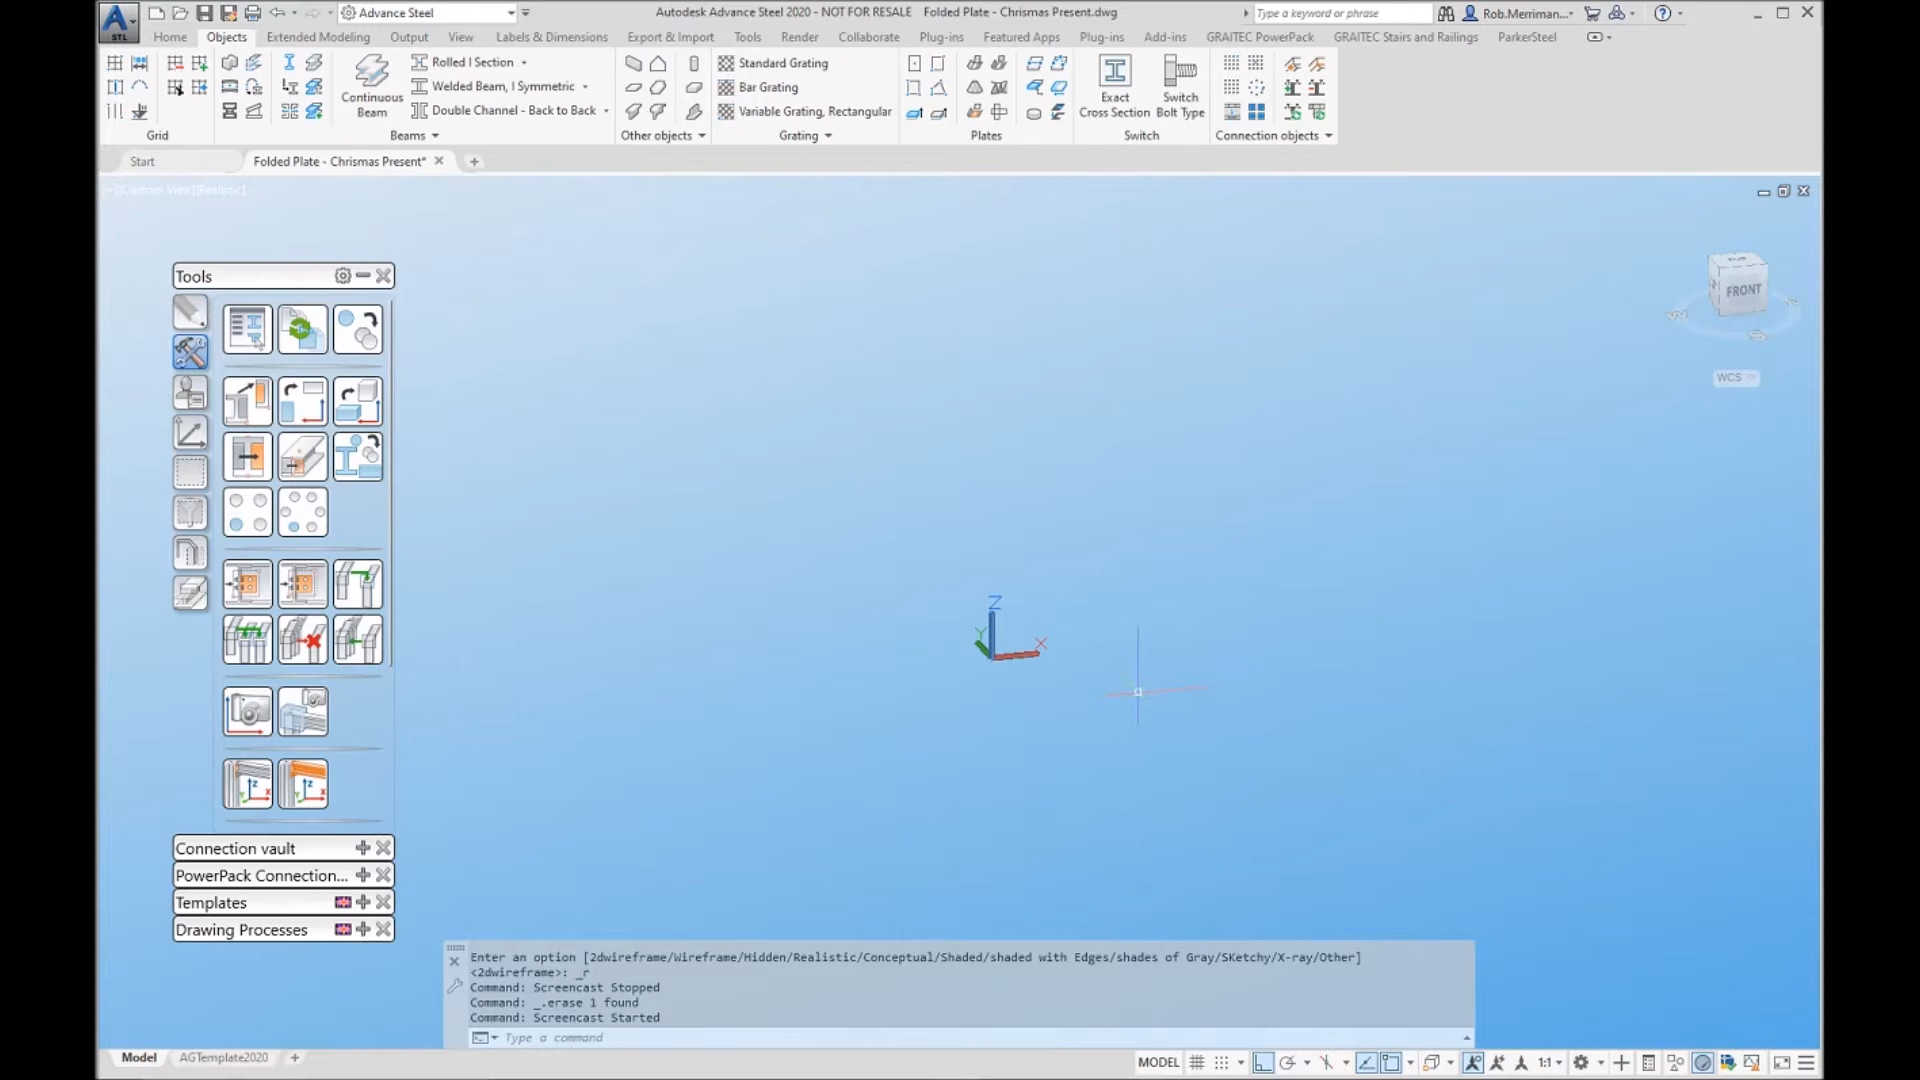 STL
Advance Steel
Autodesk Advance Steel 2020 - NOT FOR RESALE Folded Plate - Chrismas Present.dwg
Type a keyword or phrase
Rob.Merriman...
Home Objects Extended Modeling Output View Labels & Dimensions Export & Import Tools Render Collaborate Plug-ins Featured Apps Plug-ins Add-ins GRAITEC PowerPack GRAITEC Stairs and Railings ParkerSteel
Continuous Beam
Rolled I Section
Welded Beam, I Symmetric
Double Channel - Back to Back
Standard Grating
Bar Grating
Variable Grating, Rectangular
Exact Cross Section
Switch Bolt Type
Grid Beams Other objects Grating Plates Switch Connection objects
Start Folded Plate - Chrismas Present*
[-][Custom View][Realistic]
FRONT
WCS
Tools
Z
Y
X
Connection vault
PowerPack Connection...
Templates
Drawing Processes
Enter an option [2dwireframe/Wireframe/Hidden/Realistic/Conceptual/Shaded/shaded with Edges/shades of Gray/SKetchy/X-ray/Other]
<2dwireframe>: _r
Command: Screencast Stopped
Command: _.erase 1 found
Command: Screencast Started
Type a command
Model AGTemplate2020
MODEL 1:1